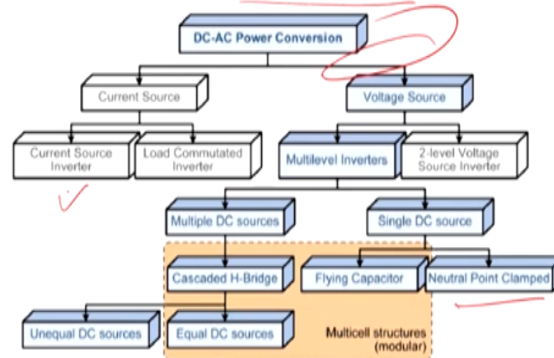 DC-AC Power Conversion
Current Source
Voltage Source
Current Source
Inverter
Load Commutated
Inverter
Multilevel Inverters
2-level Voltage
Source Inverter
Multiple DC sources
Single DC source
Cascaded H-Bridge
Flying Capacitor
Neutral Point Clamped
Unequal DC sources
Equal DC sources
Multicell structures
(modular)